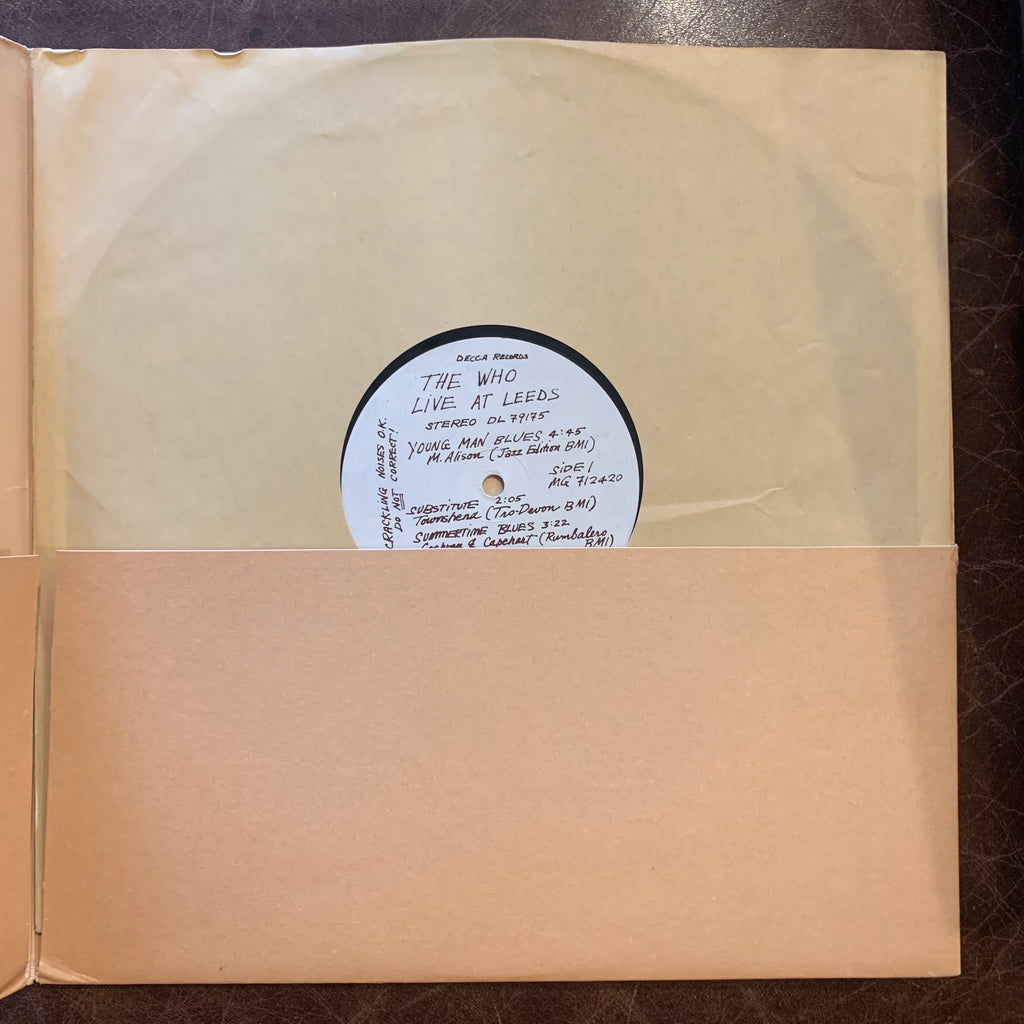 DECCA RECORDS
THE WHO
LIVE AT LEEDS
STEREO DL 79175
YOUNG MAN BLUES 4:45
M. Alison (Jazz Edition BMI)
SIDE 1
MG 712420
SUBSTITUTE 2:05
Townshend (Tro-Devon BMI)
SUMMERTIME BLUES 3:22
& Capehart (Rumbalero
BMI)
CRACKLING NOISES O.K.
DO NOT CORRECT!